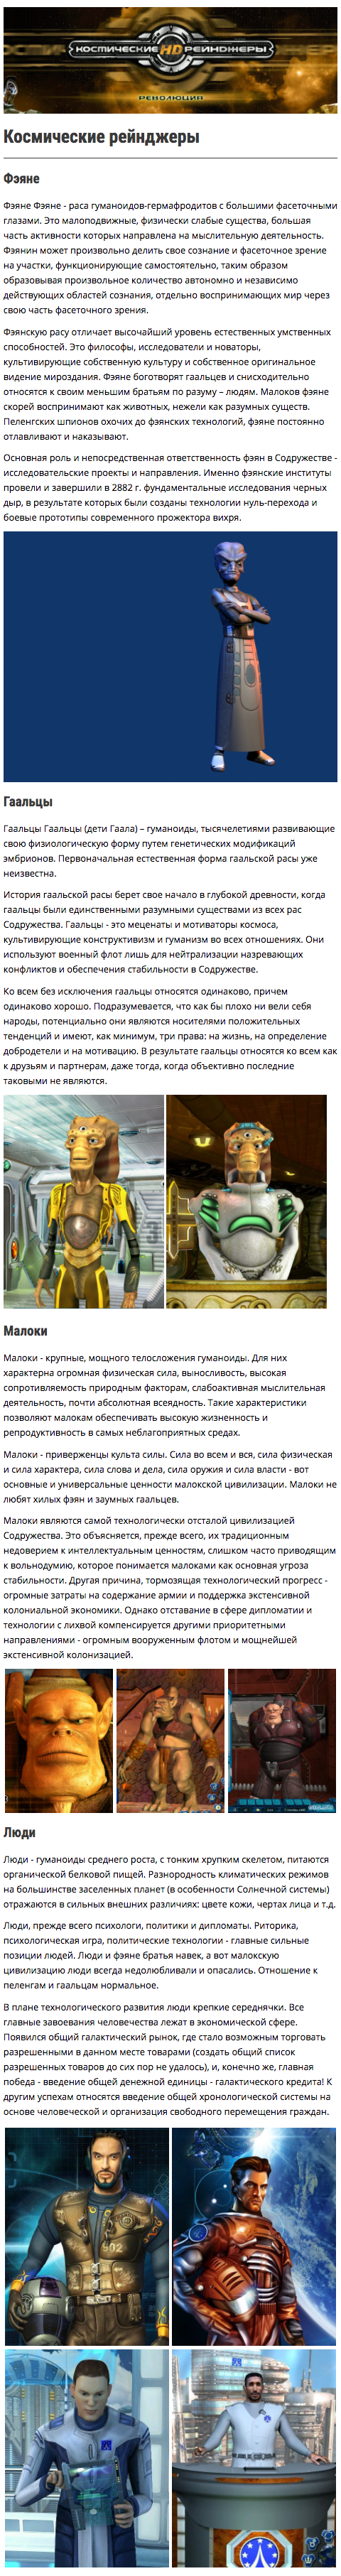 КОСМИЧЕСКИЕ HD РЕЙНДЖЕРЫ
РЕВОЛЮЦИЯ
Космические рейнджеры
Фэяне
Фэяне Фэяне - раса гуманоидов-гермафродитов с большими фасеточными
глазами. Это малоподвижные, физически слабые существа, большая
часть активности которых направлена на мыслительную деятельность.
Фэянин может произвольно делить свое сознание и фасеточное зрение
на участки, функционирующие самостоятельно, таким образом
образовывая произвольное количество автономно и независимо
действующих областей сознания, отдельно воспринимающих мир через
свою часть фасеточного зрения.
Фэянскую расу отличает высочайший уровень естественных умственных
способностей. Это философы, исследователи и новаторы,
культивирующие собственную культуру и собственное оригинальное
видение мироздания. Фэяне боготворят гаальцев и снисходительно
относятся к своим меньшим братьям по разуму – людям. Малоков фэяне
скорей воспринимают как животных, нежели как разумных существ.
Пеленгских шпионов охочих до фэянских технологий, фэяне постоянно
отлавливают и наказывают.
Основная роль и непосредственная ответственность фэян в Содружестве -
исследовательские проекты и направления. Именно фэянские институты
провели и завершили в 2882 г. фундаментальные исследования черных
дыр, в результате которых были созданы технологии нуль-перехода и
боевые прототипы современного прожектора вихря.
Гаальцы
Гаальцы Гаальцы (дети Гаала) – гуманоиды, тысячелетиями развивающие
свою физиологическую форму путем генетических модификаций
эмбрионов. Первоначальная естественная форма гаальской расы уже
неизвестна.
История гаальской расы берет свое начало в глубокой древности, когда
гаальцы были единственными разумными существами из всех рас
Содружества. Гаальцы - это меценаты и мотиваторы космоса,
культивирующие конструктивизм и гуманизм во всех отношениях. Они
используют военный флот лишь для нейтрализации назревающих
конфликтов и обеспечения стабильности в Содружестве.
Ко всем без исключения гаальцы относятся одинаково, причем
одинаково хорошо. Подразумевается, что как бы плохо ни вели себя
народы, потенциально они являются носителями положительных
тенденций и имеют, как минимум, три права: на жизнь, на определение
добродетели и на мотивацию. В результате гаальцы относятся ко всем как
к друзьям и партнерам, даже тогда, когда объективно последние
таковыми не являются.
Малоки
Малоки - крупные, мощного телосложения гуманоиды. Для них
характерна огромная физическая сила, выносливость, высокая
сопротивляемость природным факторам, слабоактивная мыслительная
деятельность, почти абсолютная всеядность. Такие характеристики
позволяют малокам обеспечивать высокую жизненность и
репродуктивность в самых неблагоприятных средах.
Малоки - приверженцы культа силы. Сила во всем и вся, сила физическая
и сила характера, сила слова и дела, сила оружия и сила власти - вот
основные и универсальные ценности малокской цивилизации. Малоки не
любят хилых фэян и заумных гаальцев.
Малоки являются самой технологически отсталой цивилизацией
Содружества. Это объясняется, прежде всего, их традиционным
недоверием к интеллектуальным ценностям, слишком часто приводящим
к вольнодумию, которое понимается малоками как основная угроза
стабильности. Другая причина, тормозящая технологический прогресс -
огромные затраты на содержание армии и поддержка экстенсивной
колониальной экономики. Однако отставание в сфере дипломатии и
технологии с лихвой компенсируется другими приоритетными
направлениями - огромным вооруженным флотом и мощнейшей
экстенсивной колонизацией.
Люди
Люди - гуманоиды среднего роста, с тонким хрупким скелетом, питаются
органической белковой пищей. Разнородность климатических режимов
на большинстве заселенных планет (в особенности Солнечной системы)
отражаются в сильных внешних различиях: цвете кожи, чертах лица и т.д.
Люди, прежде всего психологи, политики и дипломаты. Риторика,
психологическая игра, политические технологии - главные сильные
позиции людей. Люди и фэяне братья навек, а вот малокскую
цивилизацию люди всегда недолюбливали и опасались. Отношение к
пеленгам и гаальцам нормальное.
В плане технологического развития люди крепкие середнячки. Все
главные завоевания человечества лежат в экономической сфере.
Появился общий галактический рынок, где стало возможным торговать
разрешенными в данном месте товарами (создать общий список
разрешенных товаров до сих пор не удалось), и, конечно же, главная
победа - введение общей денежной единицы - галактического кредита! К
другим успехам относятся введение общей хронологической системы на
основе человеческой и организация свободного перемещения граждан.
902